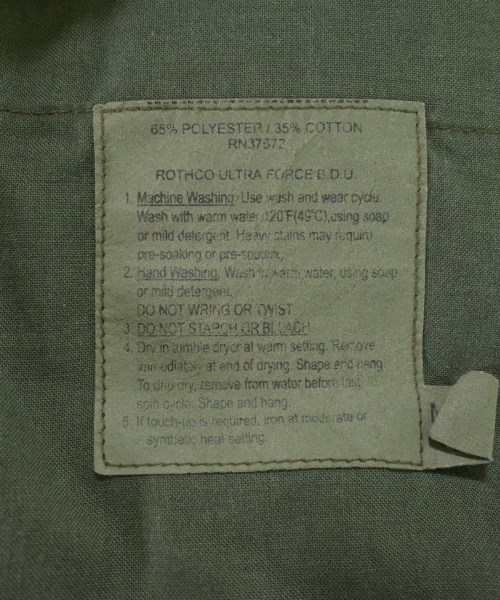 65% POLYESTER / 35% COTTON
ROTHCO ULTRA FORCE B.D.U.
1. Machine Washing. Use wash and wear cycle.
Wash with warm water 120°F(49°C), using soap
or mild detergent. Heavy stains may require
pre-soaking or pre-spotting.
2. Hand Washing. Wash in warm water, using soap
or mild detergent.
DO NOT WRING OR TWIST.
3. DO NOT STARCH OR BLEACH
4. Dry in tumble dryor at warm setting. Remove
immediately at end of drying. Shape and hang.
To drip dry, remove from water before last
spin cycle. Shape and hang.
5. If touch-up is required, iron at moderate or
synthetic heat setting.
M